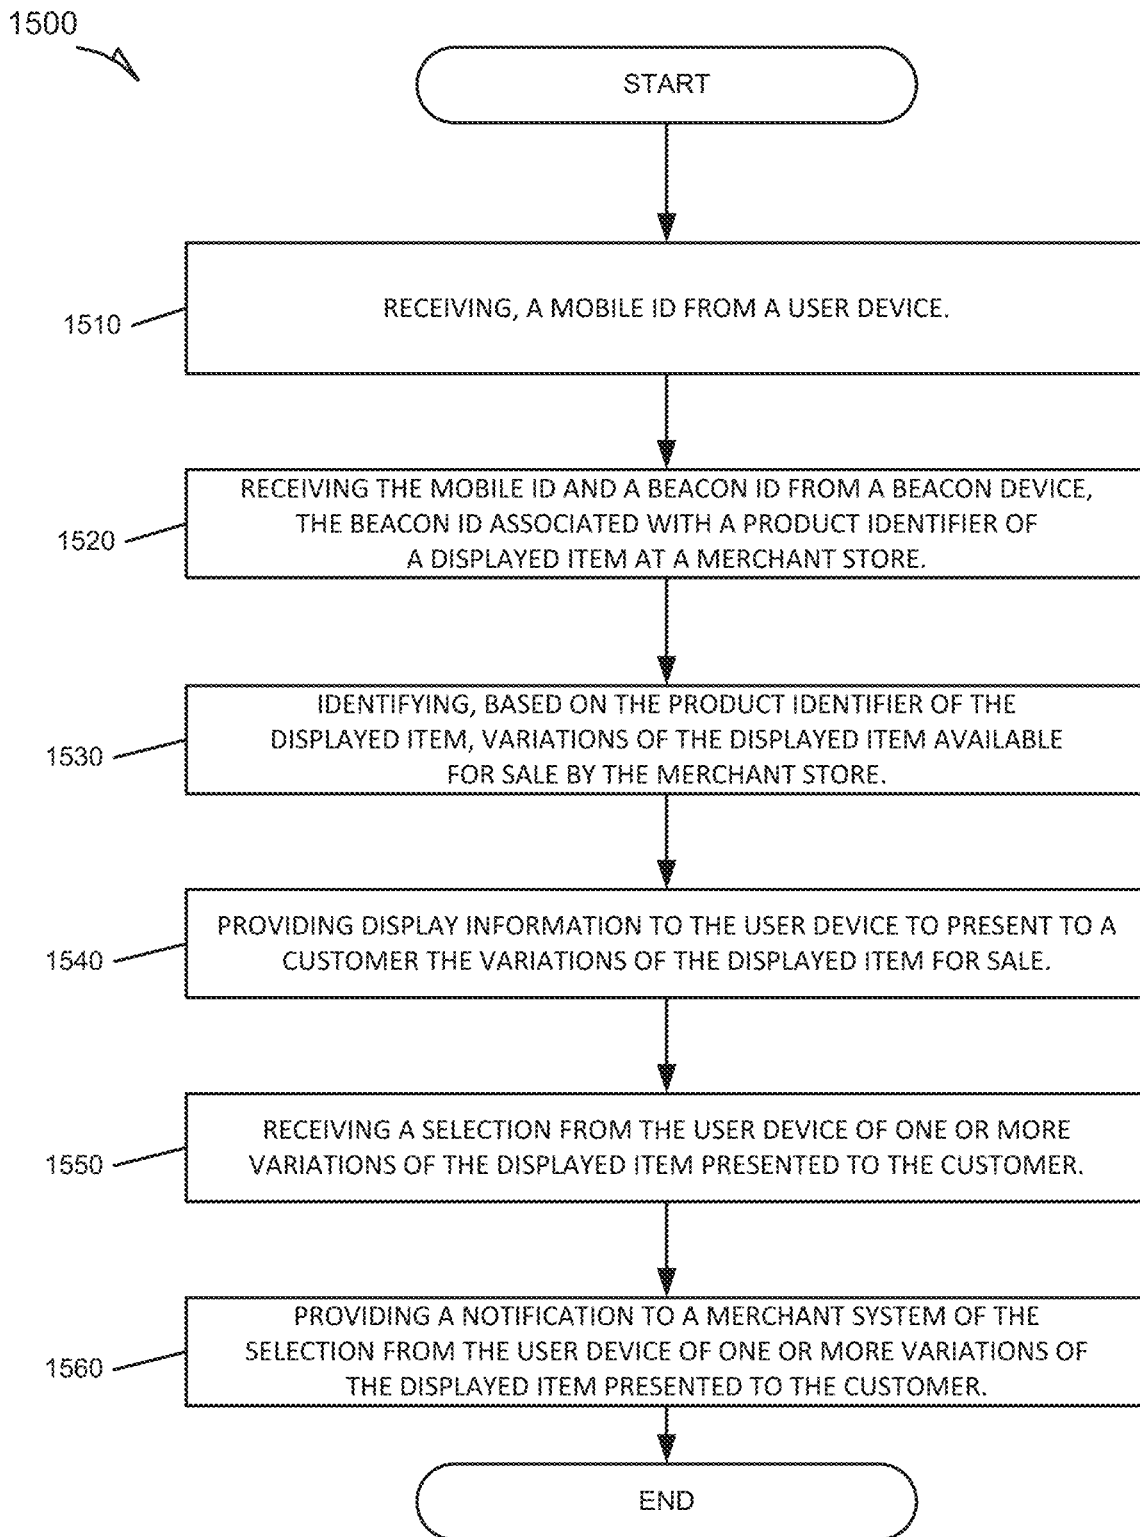 1500
START
1510
RECEIVING, A MOBILE ID FROM A USER DEVICE.
1520
RECEIVING THE MOBILE ID AND A BEACON ID FROM A BEACON DEVICE,
THE BEACON ID ASSOCIATED WITH A PRODUCT IDENTIFIER OF
A DISPLAYED ITEM AT A MERCHANT STORE.
1530
IDENTIFYING, BASED ON THE PRODUCT IDENTIFIER OF THE
DISPLAYED ITEM, VARIATIONS OF THE DISPLAYED ITEM AVAILABLE
FOR SALE BY THE MERCHANT STORE.
1540
PROVIDING DISPLAY INFORMATION TO THE USER DEVICE TO PRESENT TO A
CUSTOMER THE VARIATIONS OF THE DISPLAYED ITEM FOR SALE.
1550
RECEIVING A SELECTION FROM THE USER DEVICE OF ONE OR MORE
VARIATIONS OF THE DISPLAYED ITEM PRESENTED TO THE CUSTOMER.
1560
PROVIDING A NOTIFICATION TO A MERCHANT SYSTEM OF THE
SELECTION FROM THE USER DEVICE OF ONE OR MORE VARIATIONS OF
THE DISPLAYED ITEM PRESENTED TO THE CUSTOMER.
END